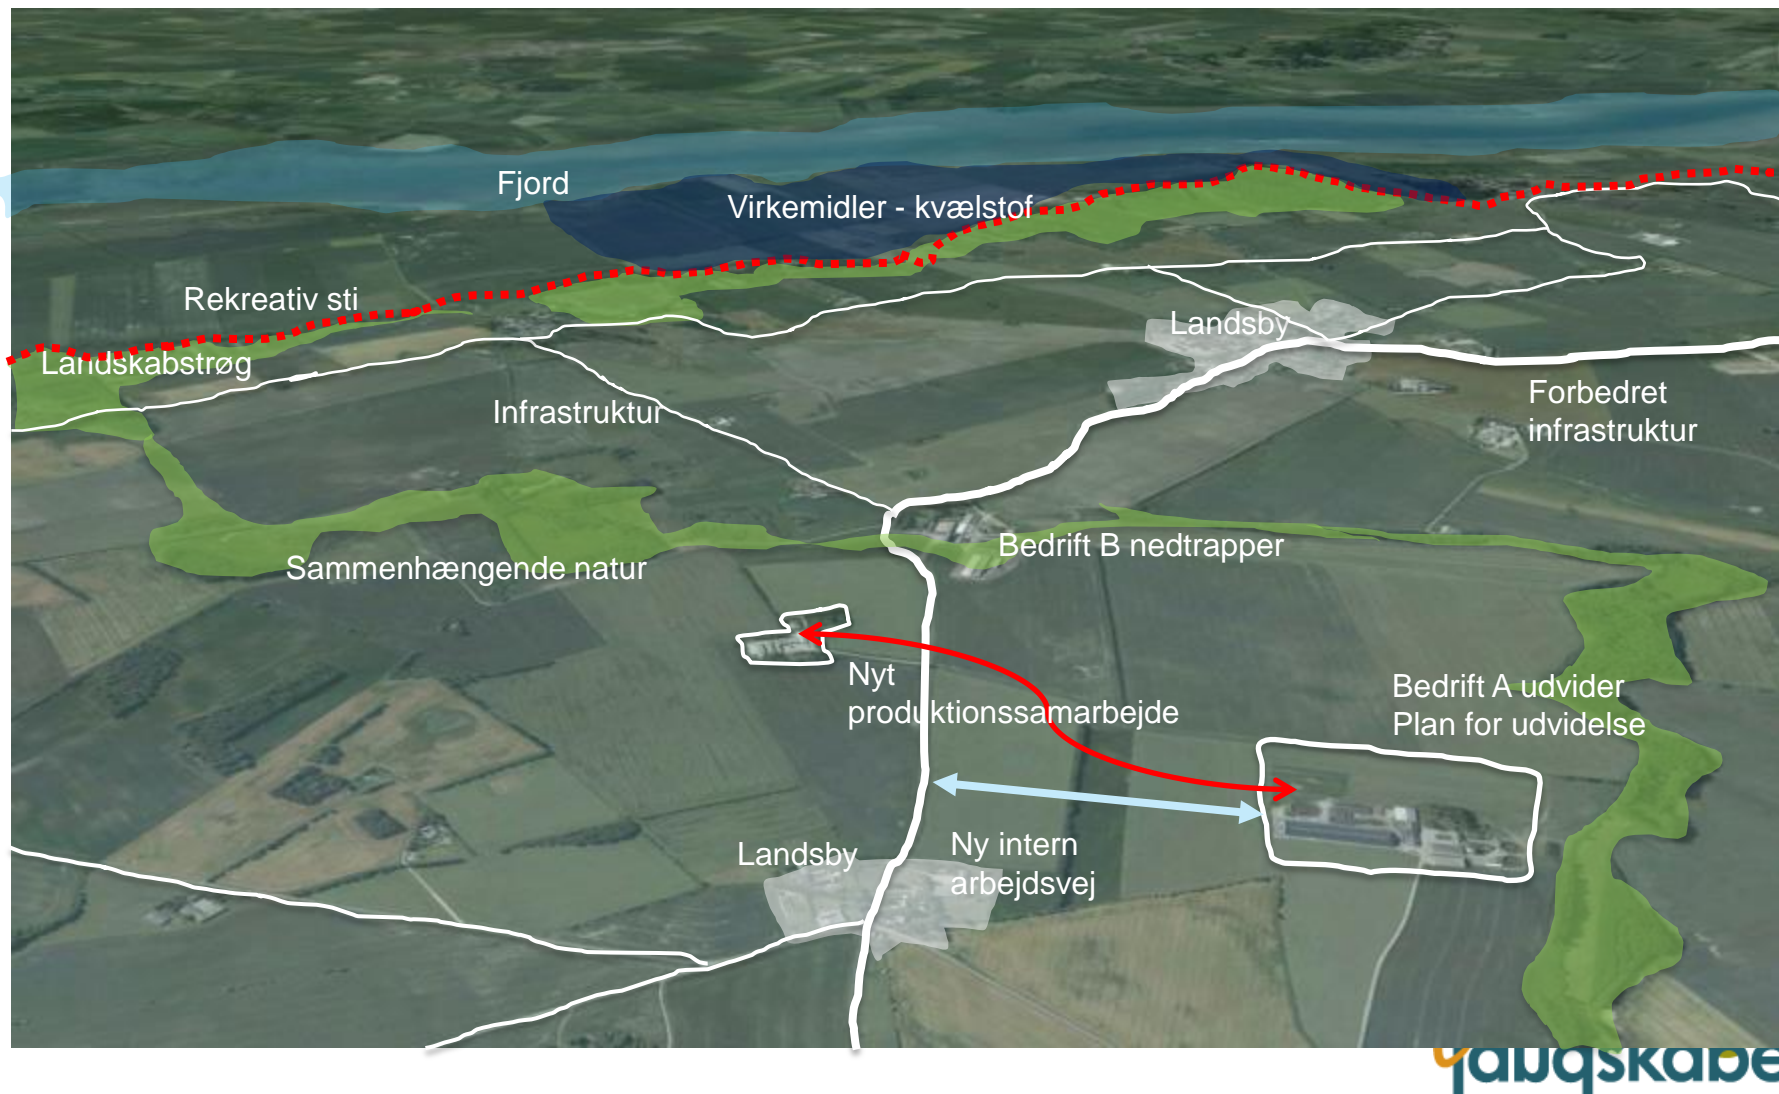 Fjord
Virkemidler - kvælstof
Rekreativ sti
Landsby
Landskabstrøg
Forbedret
infrastruktur
Infrastruktur
Bedrift B nedtrapper
Sammenhængende natur
Nyt
produktionssamarbejde
Bedrift A udvider
Plan for udvidelse
Landsby
Ny intern
arbejdsvej